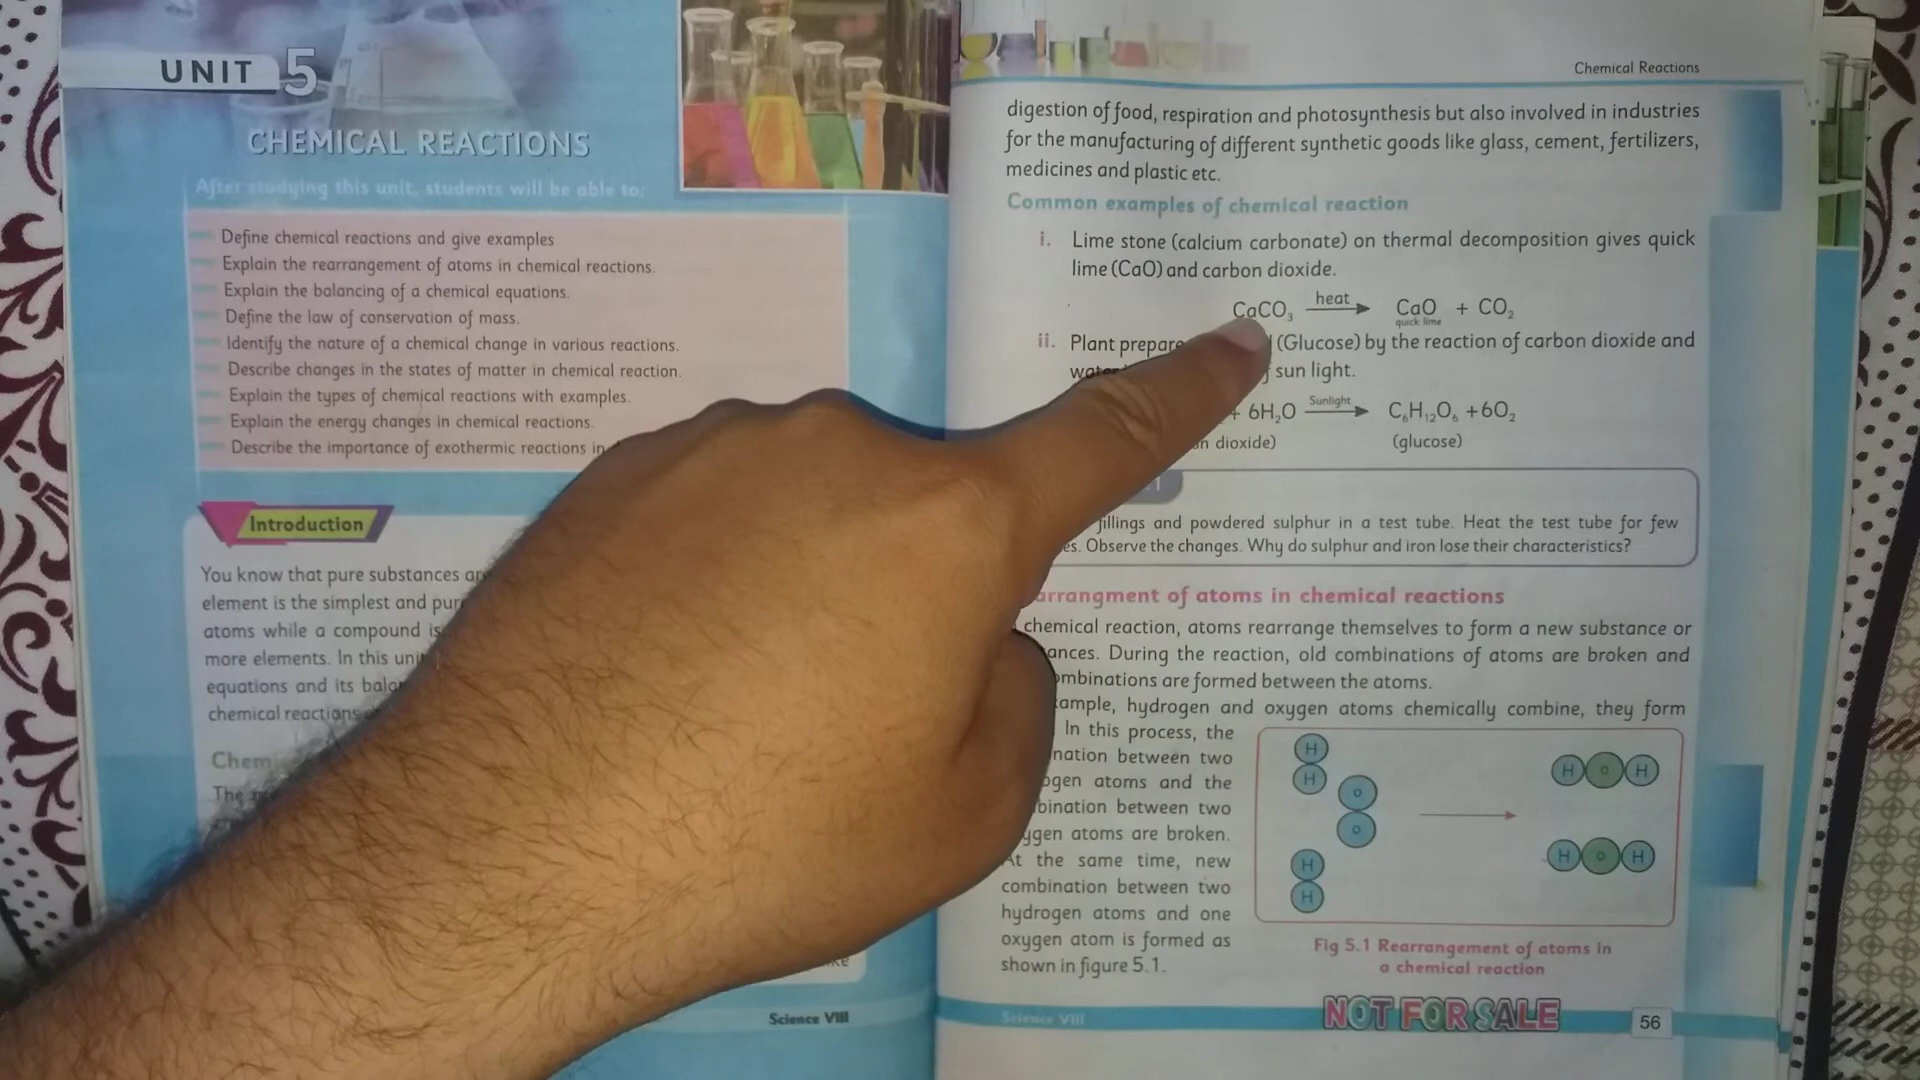 UNIT 5
CHEMICAL REACTIONS
After studying this unit, students will be able to:
Define chemical reactions and give examples
Explain the rearrangement of atoms in chemical reactions.
Explain the balancing of a chemical equations.
Define the law of conservation of mass.
Identify the nature of a chemical change in various reactions.
Describe changes in the states of matter in chemical reaction.
Explain the types of chemical reactions with examples.
Explain the energy changes in chemical reactions.
Describe the importance of exothermic reactions in
Introduction
You know that pure substances
element is the simplest and
atoms while a compound is
more elements. In this
equations and its
chemical reactions
The
Science VIII
Chemical Reactions
digestion of food, respiration and photosynthesis but also involved in industries
for the manufacturing of different synthetic goods like glass, cement, fertilizers,
medicines and plastic etc.
Common examples of chemical reaction
i. Lime stone (calcium carbonate) on thermal decomposition gives quick
lime (CaO) and carbon dioxide.
CaCO₃ heat → CaO + CO₂
quick lime
ii. Plant (Glucose) by the reaction of carbon dioxide and
sun light.
+ 6H₂O Sunlight → C₆H₁₂O₆ +6O₂
dioxide) (glucose)
fillings and powdered sulphur in a test tube. Heat the test tube for few
Observe the changes. Why do sulphur and iron lose their characteristics?
of atoms in chemical reactions
chemical reaction, atoms rearrange themselves to form a new substance or
During the reaction, old combinations of atoms are broken and
are formed between the atoms.
hydrogen and oxygen atoms chemically combine, they form
In this process, the
between two
atoms and the
between two
atoms are broken.
At the same time, new
combination between two
hydrogen atoms and one
oxygen atom is formed as
shown in figure 5.1.
H
H
O
O
H
H
H O H
H O H
Fig 5.1 Rearrangement of atoms in
a chemical reaction
Science VIII
NOT FOR SALE
56